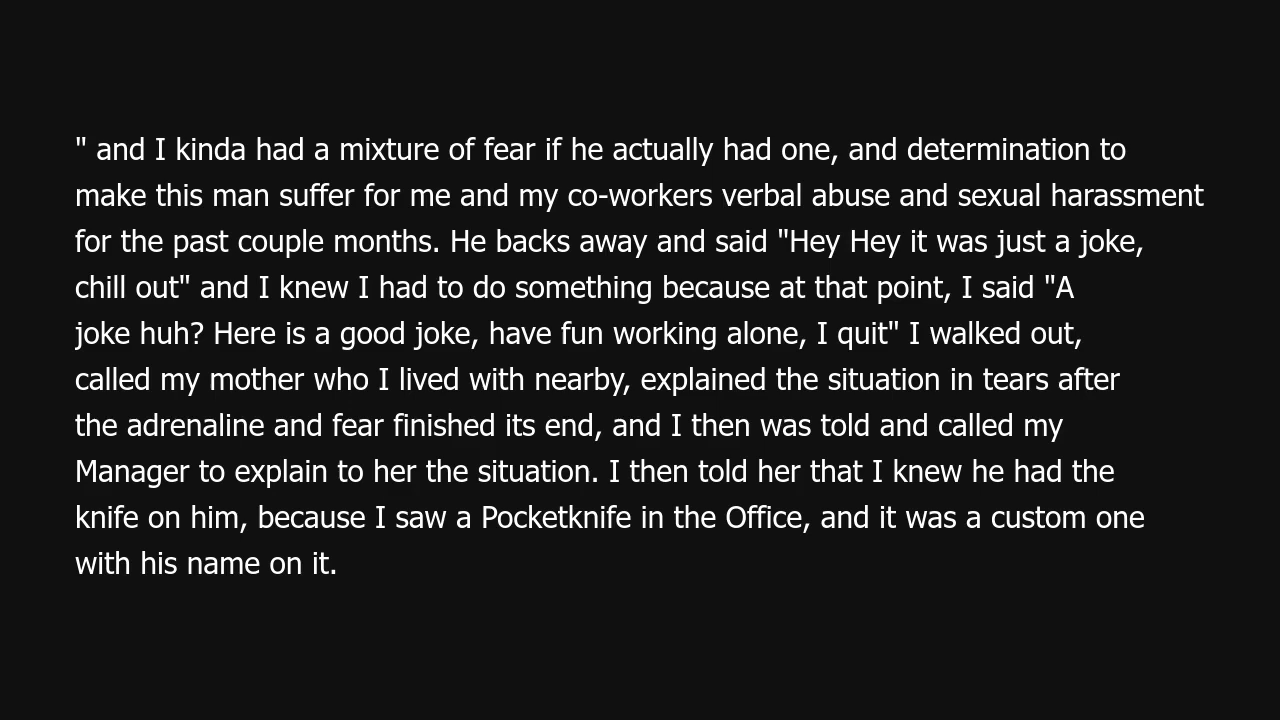 " and I kinda had a mixture of fear if he actually had one, and determination to
make this man suffer for me and my co-workers verbal abuse and sexual harassment
for the past couple months. He backs away and said "Hey Hey it was just a joke,
chill out" and I knew I had to do something because at that point, I said "A
joke huh? Here is a good joke, have fun working alone, I quit" I walked out,
called my mother who I lived with nearby, explained the situation in tears after
the adrenaline and fear finished its end, and I then was told and called my
Manager to explain to her the situation. I then told her that I knew he had the
knife on him, because I saw a Pocketknife in the Office, and it was a custom one
with his name on it.